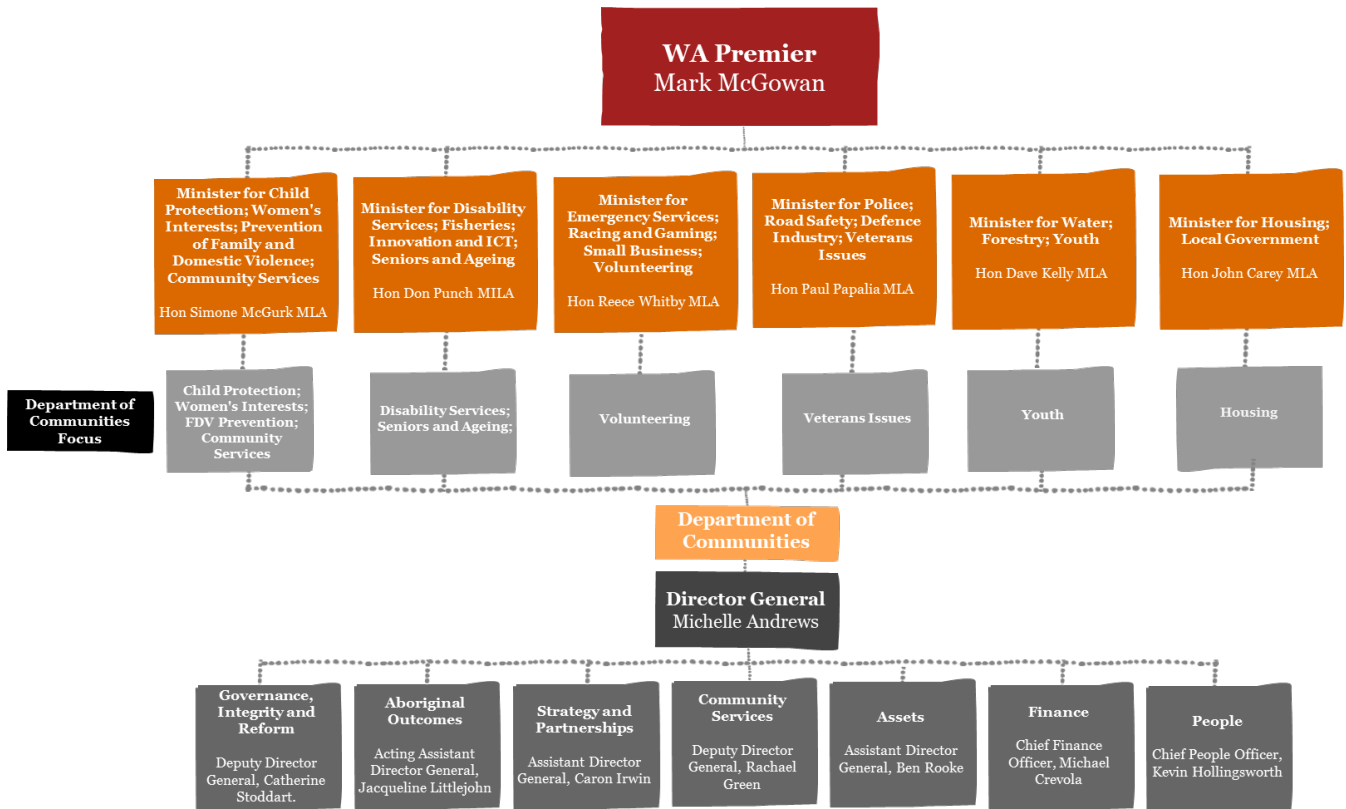 WA Premier
Mark McGowan
Minister for Child
Protection; Women's
Interests; Prevention
of Family and
Domestic Violence;
Community Services
Hon Simone McGurk MLA
Minister for Disability
Services; Fisheries;
Innovation and ICT;
Seniors and Ageing
Hon Don Punch MILA
Minister for
Emergency Services;
Racing and Gaming;
Small Business;
Volunteering
Hon Reece Whitby MLA
Minister for Police;
Road Safety; Defence
Industry; Veterans
Issues
Hon Paul Papalia MLA
Minister for Water;
Forestry; Youth
Hon Dave Kelly MLA
Minister for Housing;
Local Government
Hon John Carey MLA
Department of
Communities
Focus
Child Protection;
Women's Interests;
FDV Prevention;
Community
Services
Disability Services;
Seniors and Ageing;
Volunteering
Veterans Issues
Youth
Housing
Department of
Communities
Director General
Michelle Andrews
Governance,
Integrity and
Reform
Deputy Director
General, Catherine
Stoddart.
Aboriginal
Outcomes
Acting Assistant
Director General,
Jacqueline Littlejohn
Strategy and
Partnerships
Assistant Director
General, Caron Irwin
Community
Services
Deputy Director
General, Rachael
Green
Assets
Assistant Director
General, Ben Rooke
Finance
Chief Finance
Officer, Michael
Crevola
People
Chief People Officer,
Kevin Hollingsworth